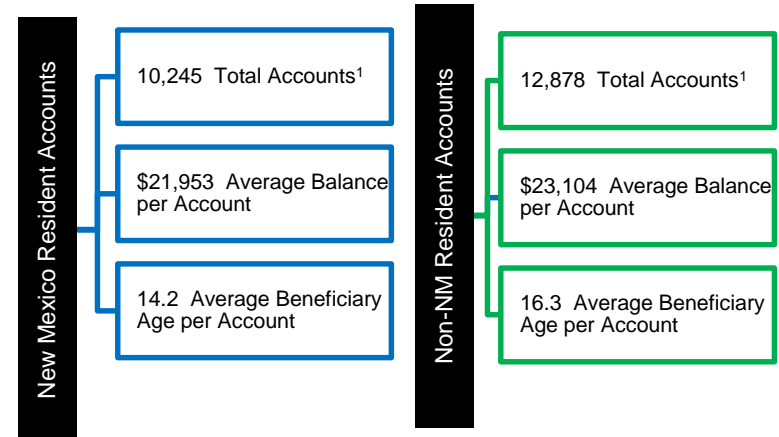 New Mexico Resident Accounts
10,245 Total Accounts¹
$21,953 Average Balance
per Account
14.2 Average Beneficiary
Age per Account
Non-NM Resident Accounts
12,878 Total Accounts¹
$23,104 Average Balance
per Account
16.3 Average Beneficiary
Age per Account